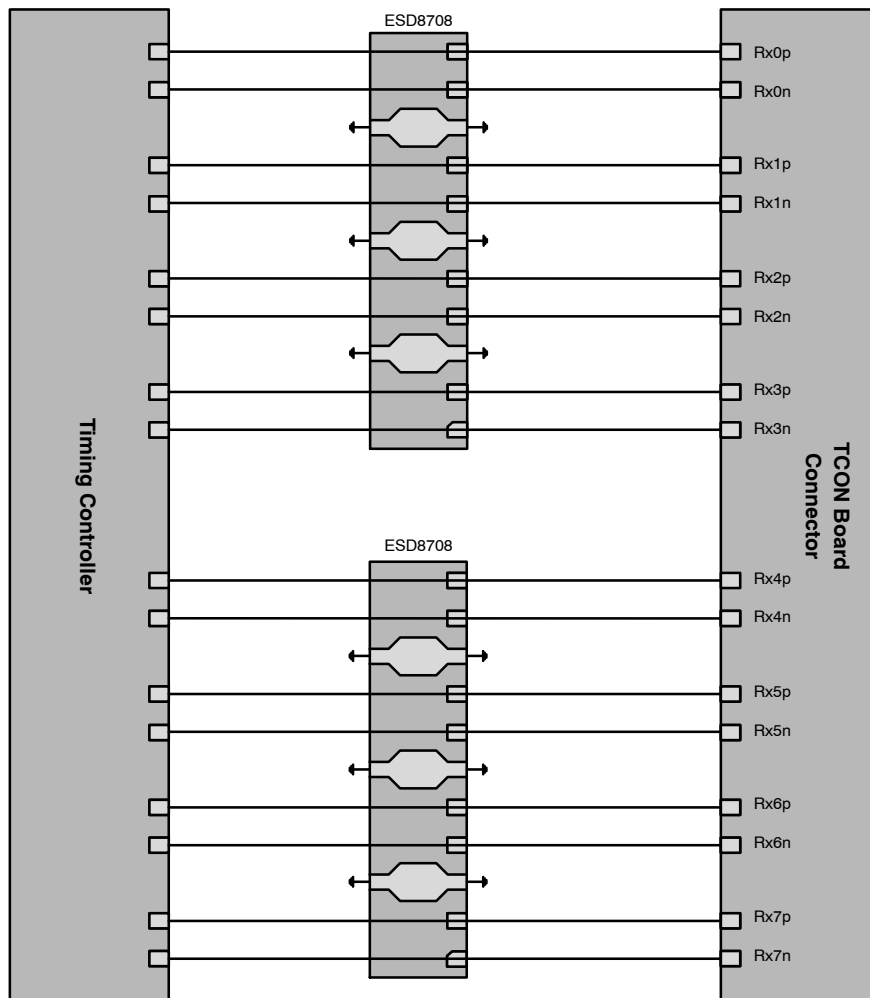 ESD8708
Rx0p
Rx0n
Rx1p
Rx1n
Rx2p
Rx2n
Rx3p
Rx3n
Timing Controller
TCON Board
Connector
ESD8708
Rx4p
Rx4n
Rx5p
Rx5n
Rx6p
Rx6n
Rx7p
Rx7n